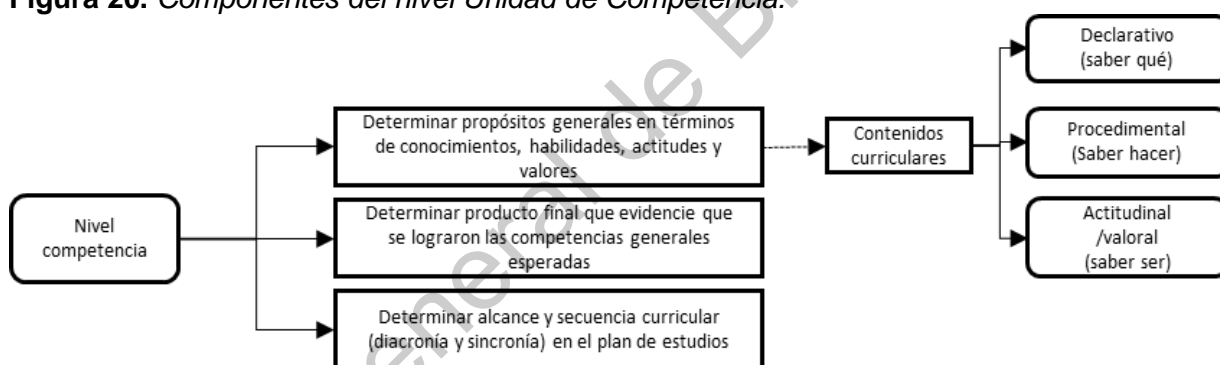 Figura 20. Componentes del nivel Unidad de Competencia.
Nivel
competencia
Determinar propósitos generales en términos
de conocimientos, habilidades, actitudes y
valores
Determinar producto final que evidencie que
se lograron las competencias generales
esperadas
Determinar alcance y secuencia curricular
(diacronía y sincronía) en el plan de estudios
Contenidos
curriculares
Declarativo
(saber qué)
Procedimental
(Saber hacer)
Actitudinal
/valoral
(saber ser)
eneral de B